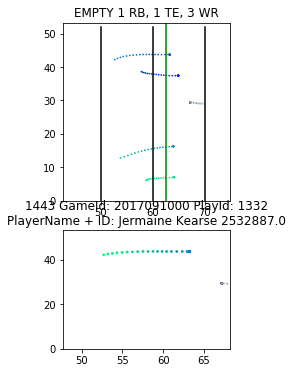 EMPTY 1 RB, 1 TE, 3 WR
50
40
30
20
10
0
50 60 70
1443 GameId: 2017091000 PlayId: 1332
PlayerName + ID: Jermaine Kearse 2532887.0
40
20
0
50 55 60 65